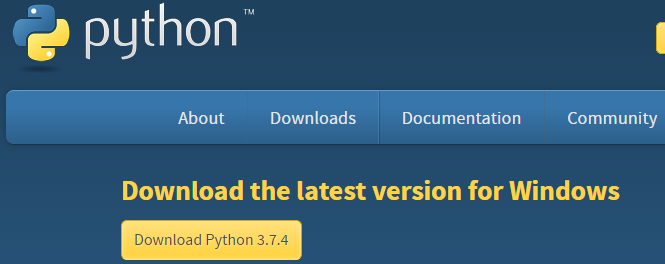 python™
About Downloads Documentation Community
Download the latest version for Windows
Download Python 3.7.4